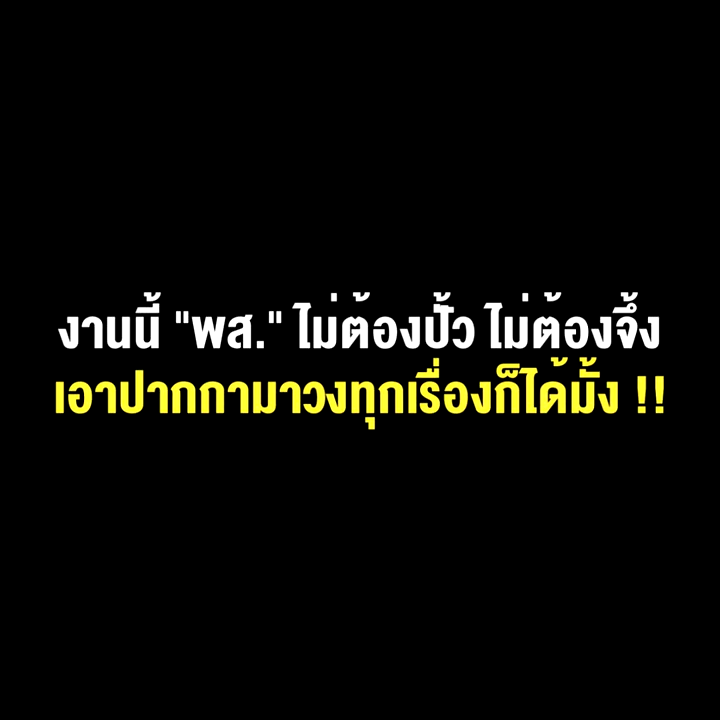 งานนี้ "พส." ไม่ต้องปั้ว ไม่ต้องจึ้ง
เอาปากกามาวงทุกเรื่องก็ได้มั้ง !!